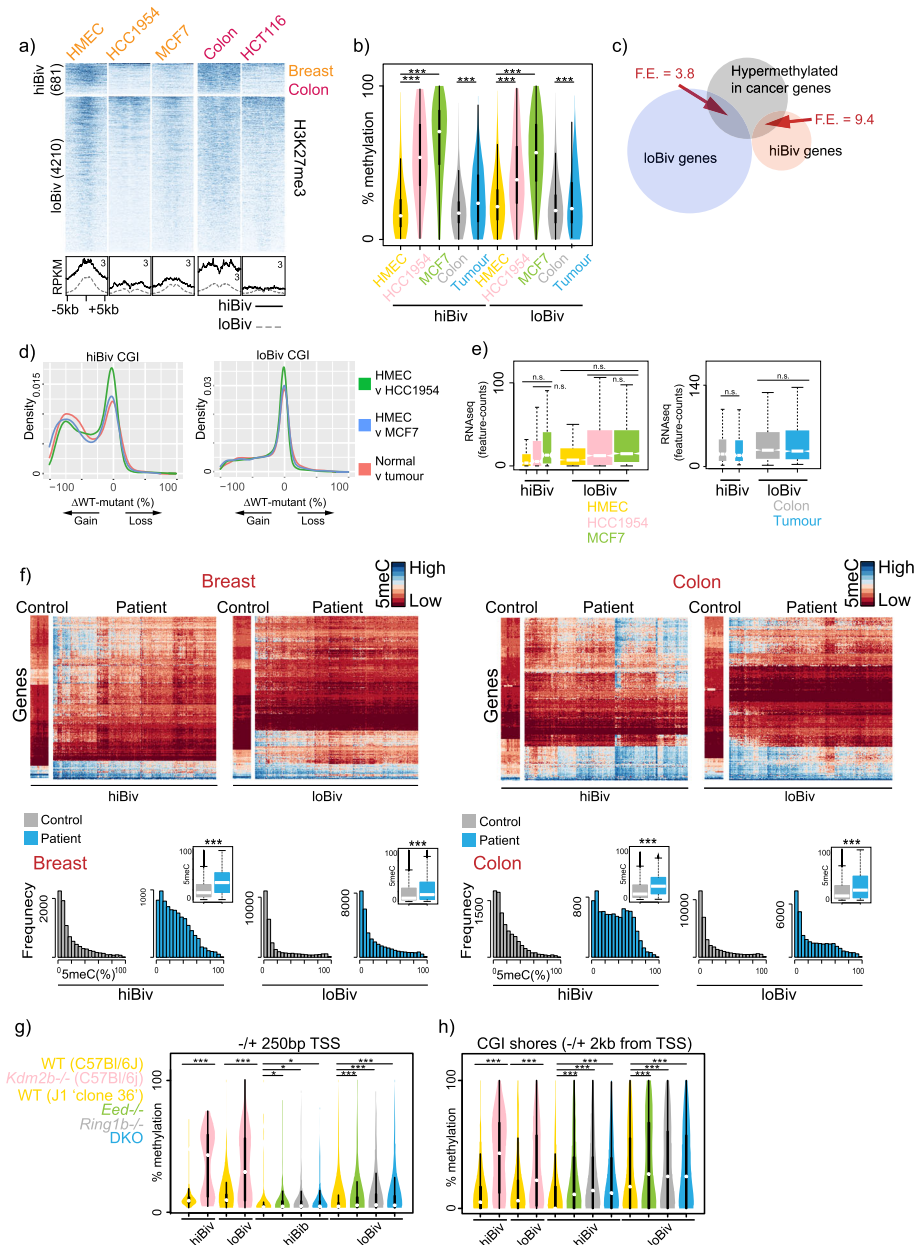 a)
HMEC
HCC1954
MCF7
Colon
HCT116
hiBiv
(681)
loBiv (4210)
Breast
Colon
H3K27me3
RPKM
3
3
3
3
3
-5kb
+5kb
hiBiv
loBiv
b)
% methylation
100
0
***
***
***
***
***
***
HMEC
HCC1954
MCF7
Colon
Tumour
HMEC
HCC1954
MCF7
Colon
Tumour
hiBiv
loBiv
c)
F.E. = 3.8
Hypermethylated
in cancer genes
F.E. = 9.4
loBiv genes
hiBiv genes
d)
hiBiv CGI
loBiv CGI
Density
0.015
0
Density
0.03
0
−100
0
100
−100
0
100
ΔWT-mutant (%)
ΔWT-mutant (%)
Gain
Loss
Gain
Loss
HMEC
v HCC1954
HMEC
v MCF7
Normal
v tumour
e)
RNAseq
(feature-counts)
100
0
n.s.
n.s.
n.s.
n.s.
hiBiv
loBiv
HMEC
HCC1954
MCF7
RNAseq
(feature-counts)
140
0
n.s.
n.s.
hiBiv
loBiv
Colon
Tumour
f)
Breast
5meC
High
Low
Colon
5meC
High
Low
Control
Patient
Control
Patient
Control
Patient
Control
Patient
Genes
Genes
hiBiv
loBiv
hiBiv
loBiv
Control
Patient
Breast
Control
Patient
Colon
Frequnecy
2000
0
100
5meC(%)
1000
0
100
***
5meC
100
0
10000
0
100
8000
0
100
***
5meC
100
0
hiBiv
loBiv
Frequnecy
1500
0
100
5meC(%)
800
0
100
***
5meC
100
0
10000
0
100
6000
0
100
***
5meC
100
0
hiBiv
loBiv
g)
-/+ 250bp TSS
WT (C57Bl/6J)
Kdm2b-/- (C57Bl/6j)
WT (J1 ‘clone 36’)
Eed-/-
Ring1b-/-
DKO
% methylation
100
0
***
***
*
*
*
***
***
***
hiBiv
loBiv
hiBib
loBiv
h)
CGI shores (-/+ 2kb from TSS)
% methylation
100
0
***
***
***
***
***
***
***
***
hiBiv
loBiv
hiBiv
loBiv